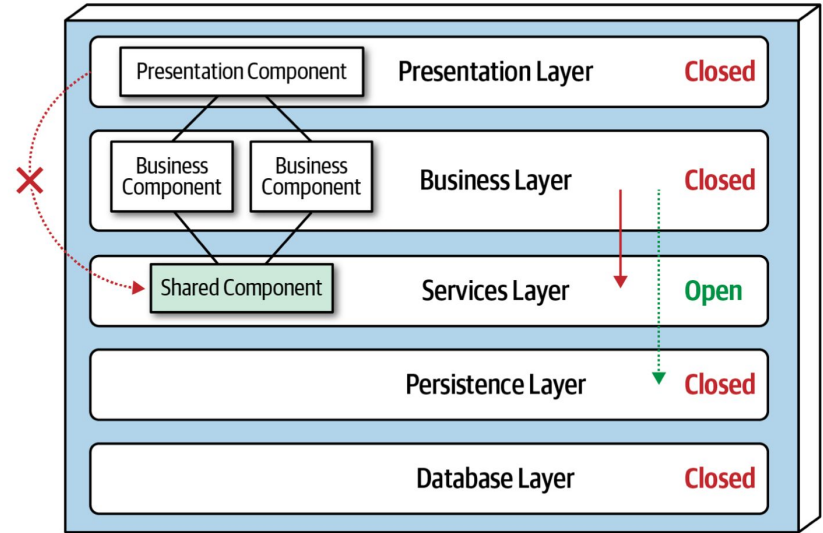 Presentation Component
Presentation Layer
Closed
Business
Component
Business
Component
Business Layer
Closed
Shared Component
Services Layer
Open
Persistence Layer
Closed
Database Layer
Closed